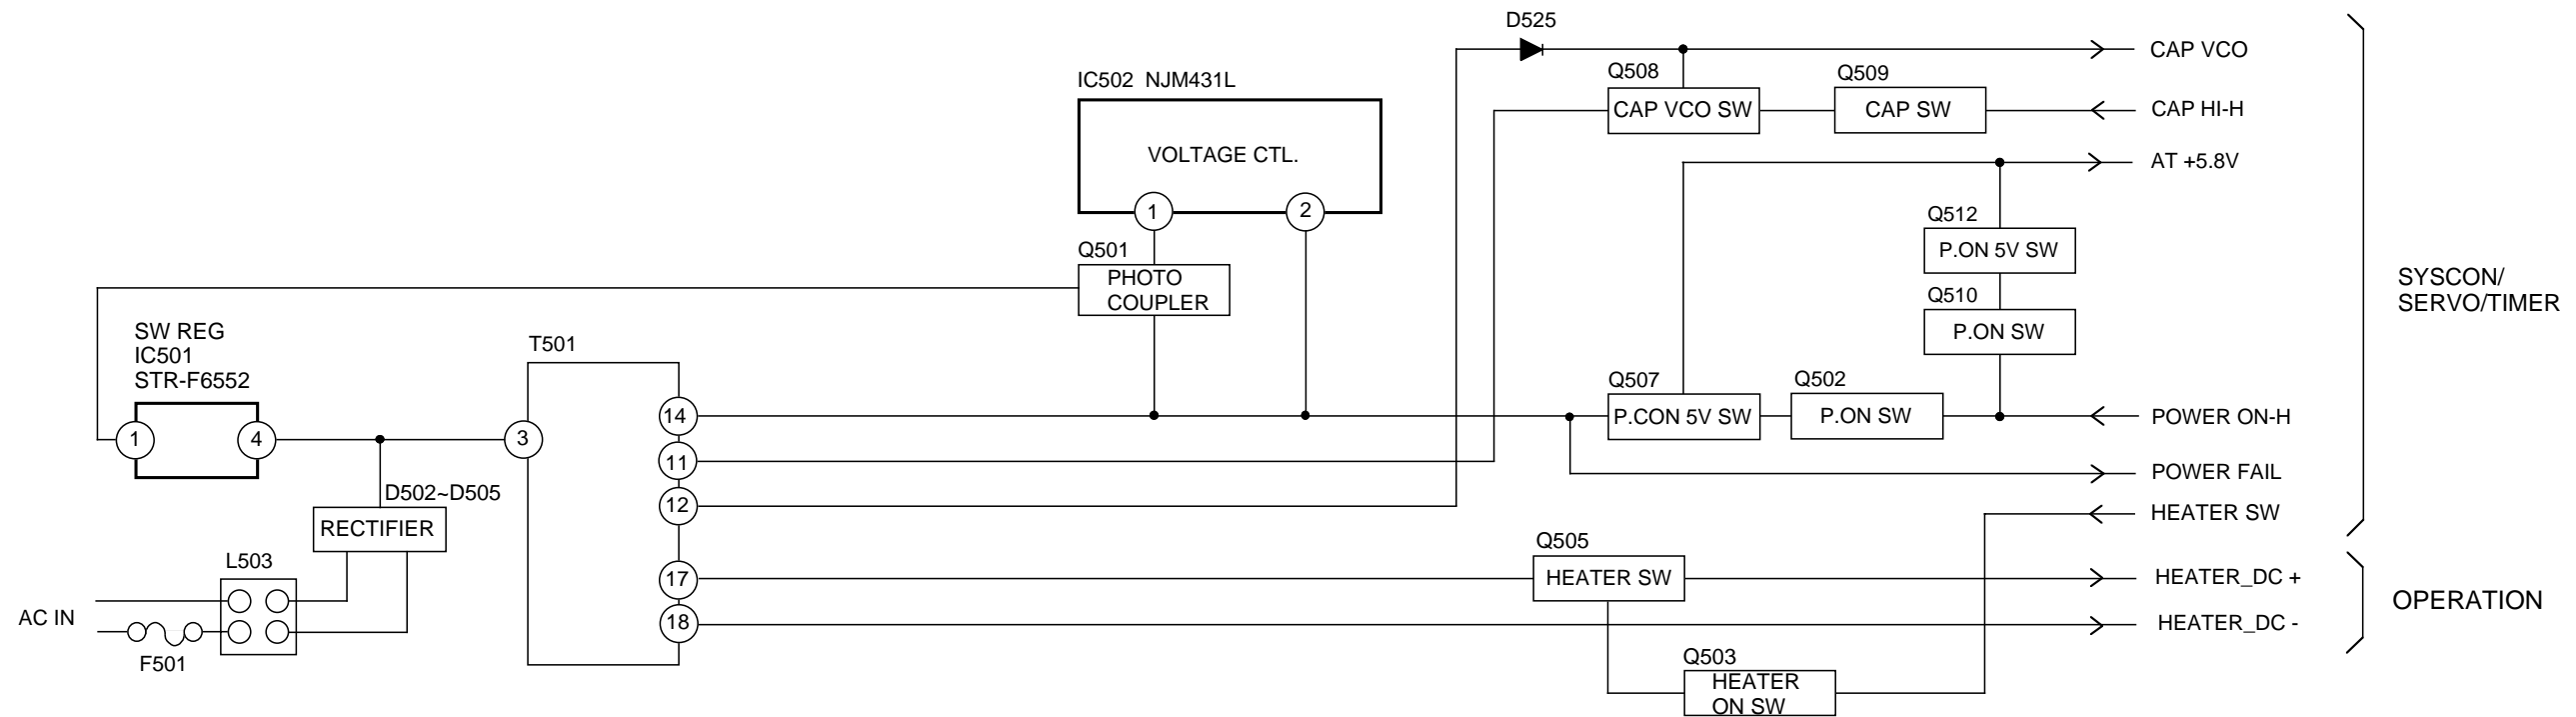 D525
CAP VCO
IC502 NJM431L
Q508
Q509
CAP VCO SW
CAP SW
CAP HI-H
VOLTAGE CTL.
AT +5.8V
1
2
Q512
P.ON 5V SW
Q501
PHOTO
COUPLER
Q510
P.ON SW
SYSCON/
SERVO/TIMER
SW REG
IC501
STR-F6552
T501
Q507
Q502
14
P.CON 5V SW
P.ON SW
POWER ON-H
1
4
3
11
POWER FAIL
D502~D505
12
RECTIFIER
HEATER SW
Q505
L503
17
HEATER SW
HEATER_DC +
OPERATION
AC IN
18
HEATER_DC -
F501
Q503
HEATER
ON SW